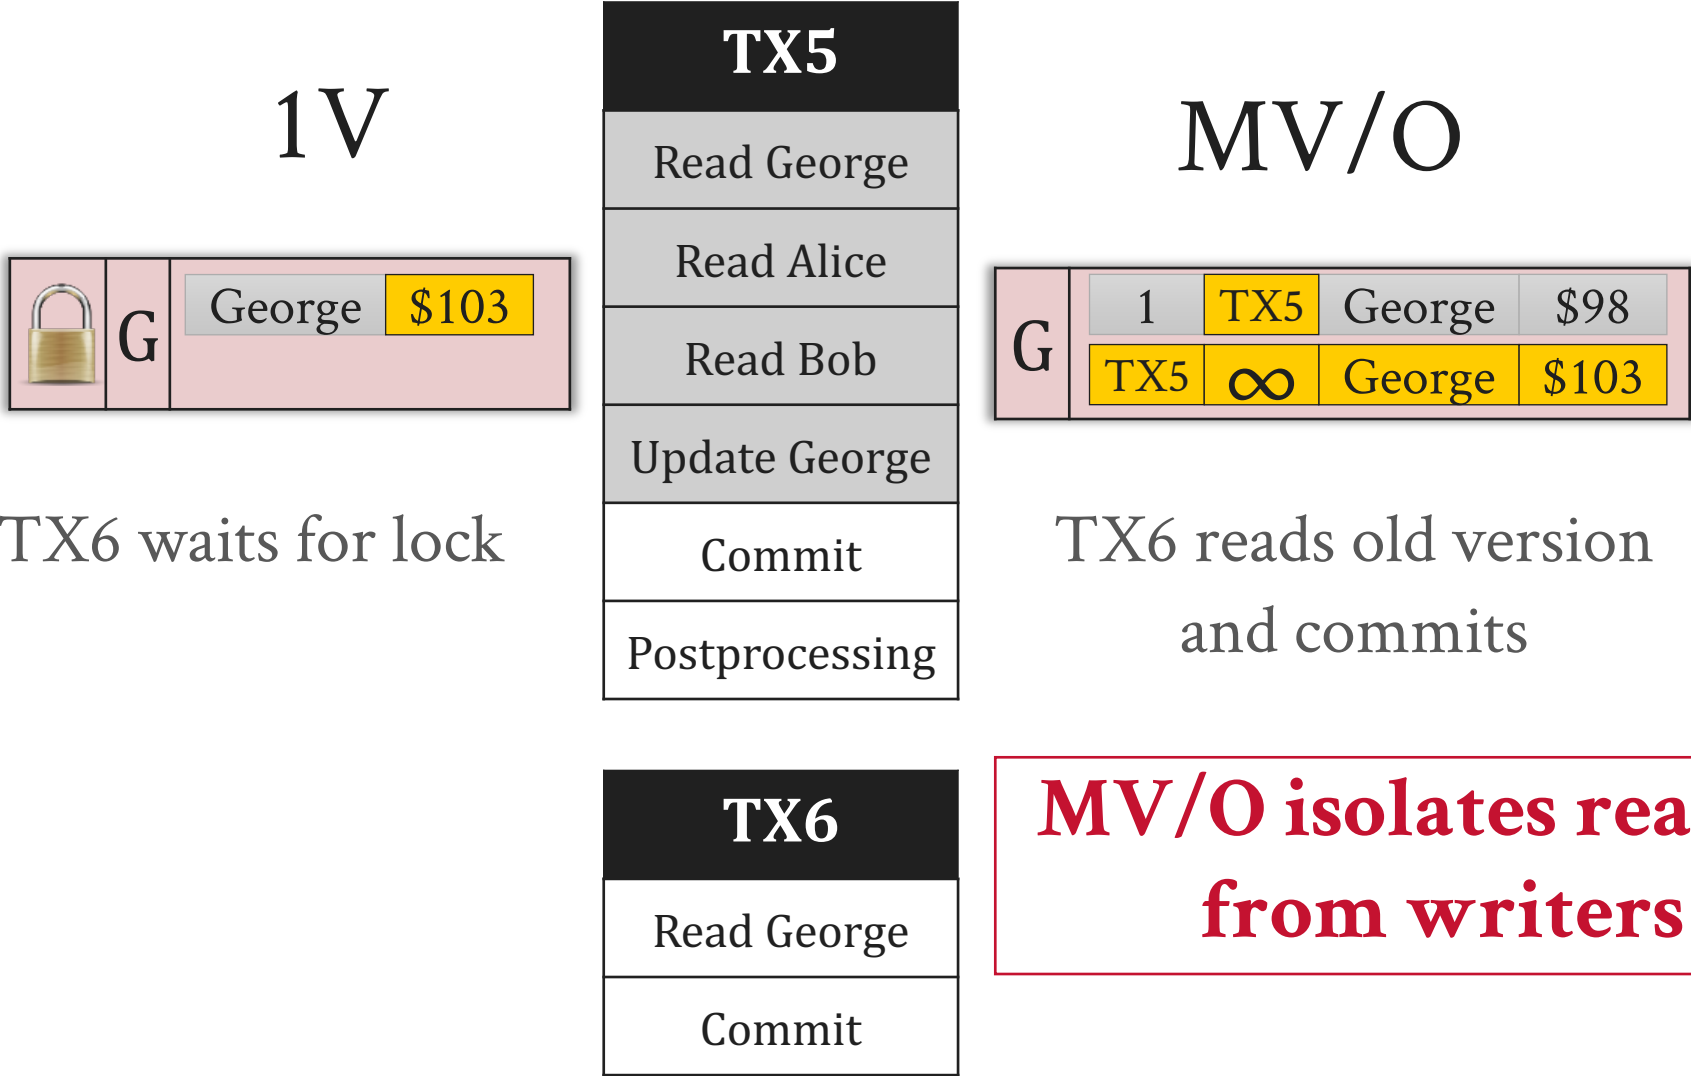 1V
G
George $103
TX6 waits for lock
TX5
Read George
Read Alice
Read Bob
Update George
Commit
Postprocessing
TX6
Read George
Commit
MV/O
G
1 TX5 George $98
TX5 ∞ George $103
TX6 reads old version
and commits
MV/O isolates
from writers